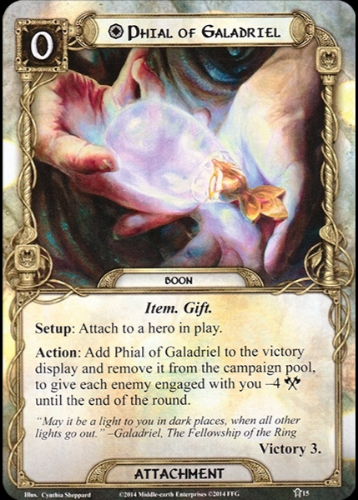 0
Phial of Galadriel
BOON
Item. Gift.
Setup: Attach to a hero in play.
Action: Add Phial of Galadriel to the victory
display and remove it from the campaign pool,
to give each enemy engaged with you –4
until the end of the round.
“May it be a light to you in dark places, when all other
lights go out.” –Galadriel, The Fellowship of the Ring
Victory 3.
Illus. Cynthia Sheppard
ATTACHMENT
©2014 Middle-earth Enterprises ©2014 FFG
15